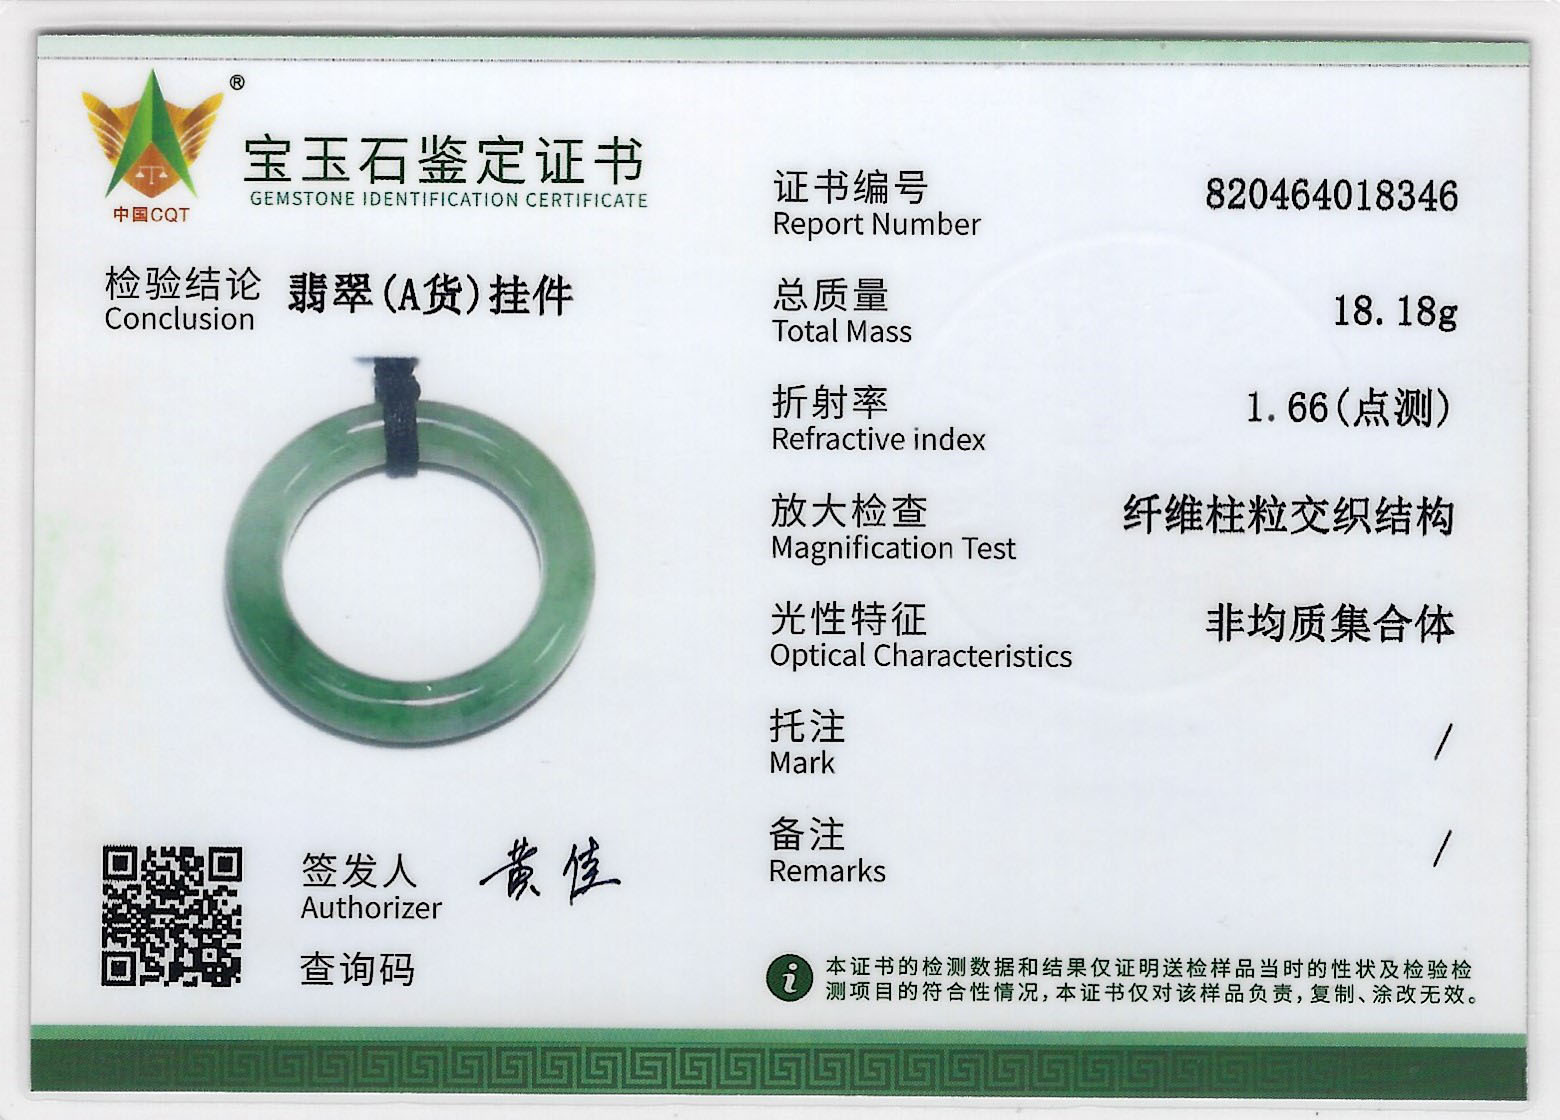 ®
宝玉石鉴定证书
GEMSTONE IDENTIFICATION CERTIFICATE
中国CQT
检验结论 翡翠(A货)挂件
Conclusion
证书编号 820464018346
Report Number
总质量 18.18g
Total Mass
折射率 1.66(点测)
Refractive index
放大检查 纤维柱粒交织结构
Magnification Test
光性特征 非均质集合体
Optical Characteristics
托注 /
Mark
备注 /
Remarks
签发人 黄佳
Authorizer
查询码
本证书的检测数据和结果仅证明送检样品当时的性状及检验检
测项目的符合性情况,本证书仅对该样品负责,复制、涂改无效。